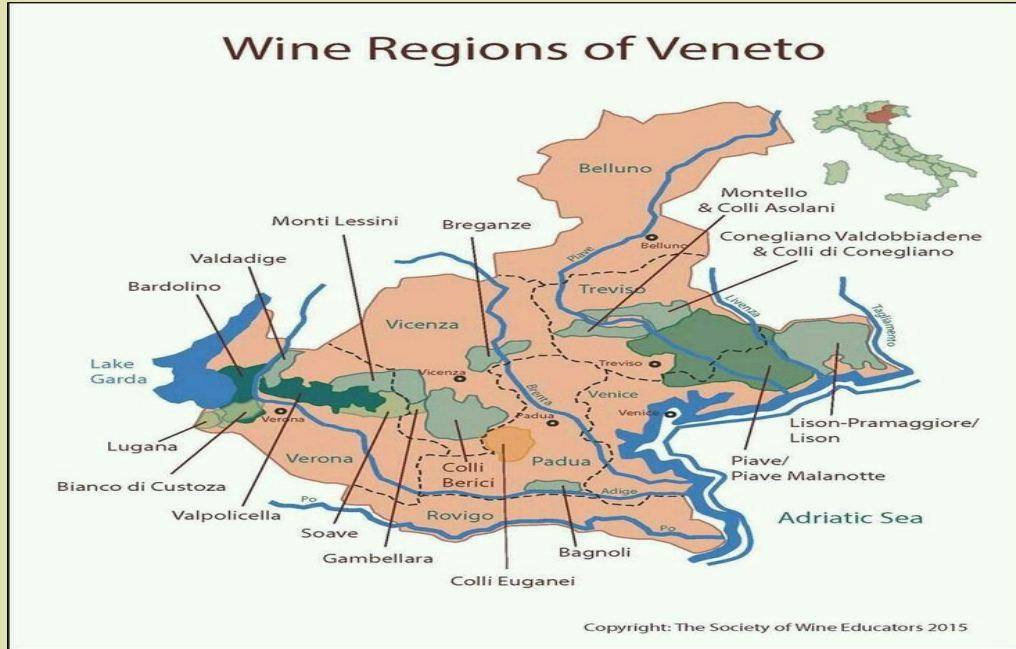 Wine Regions of Veneto
Belluno
Montello
& Colli Asolani
Monti Lessini
Breganze
Belluno
Conegliano Valdobbiadene
& Colli di Conegliano
Valdadige
Piave
Bardolino
Treviso
Livenza
Tagliamento
Vicenza
Lake
Garda
Vicenza
Treviso
Brenta
Venice
Venice
Padua
Verona
Lugana
Lison-Pramaggiore/
Lison
Verona
Colli
Berici
Padua
Piave/
Piave Malanotte
Bianco di Custoza
Adige
Po
Valpolicella
Rovigo
Adriatic Sea
Po
Soave
Gambellara
Bagnoli
Colli Euganei
Copyright: The Society of Wine Educators 2015